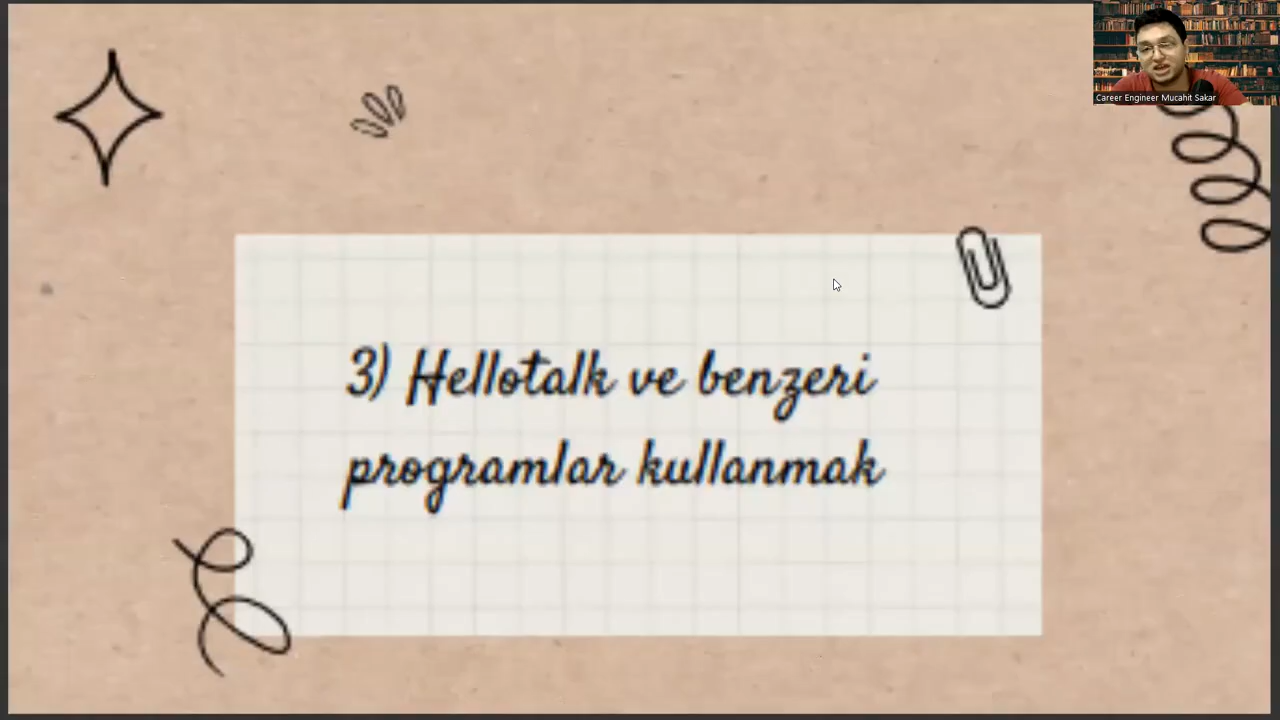 Career Engineer Mucahit Sakar
3) Hellotalk ve benzeri
programlar kullanmak